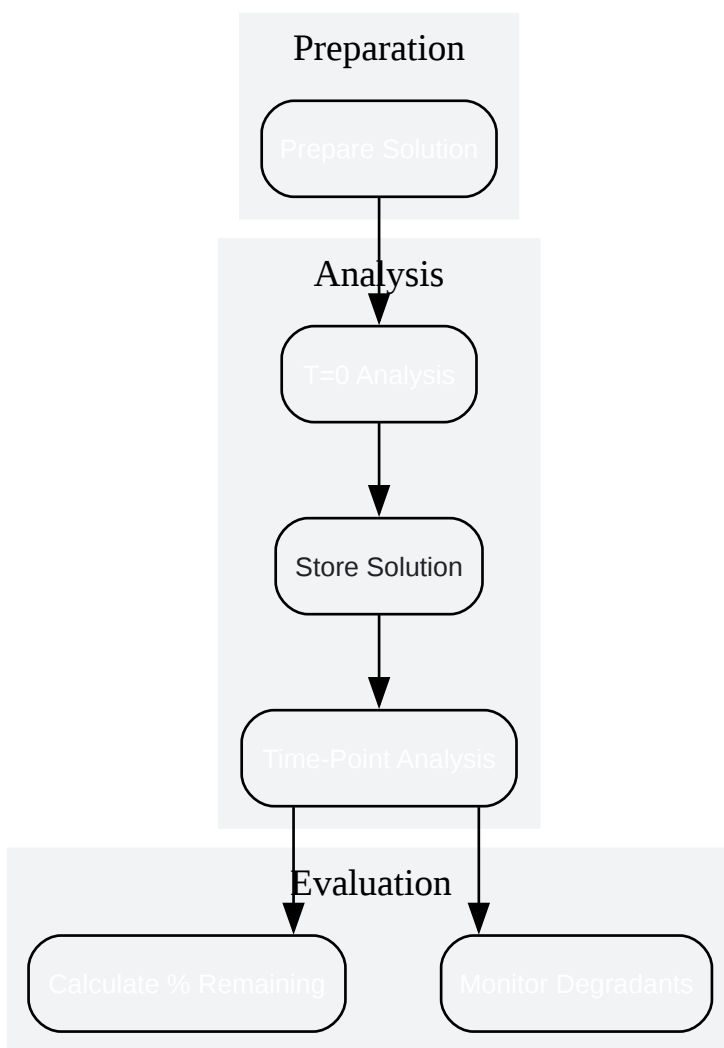 Preparation
Prepare Solution
Analysis
T=0 Analysis
Store Solution
Time-Point Analysis
Evaluation
Calculate % Remaining
Monitor Degradants